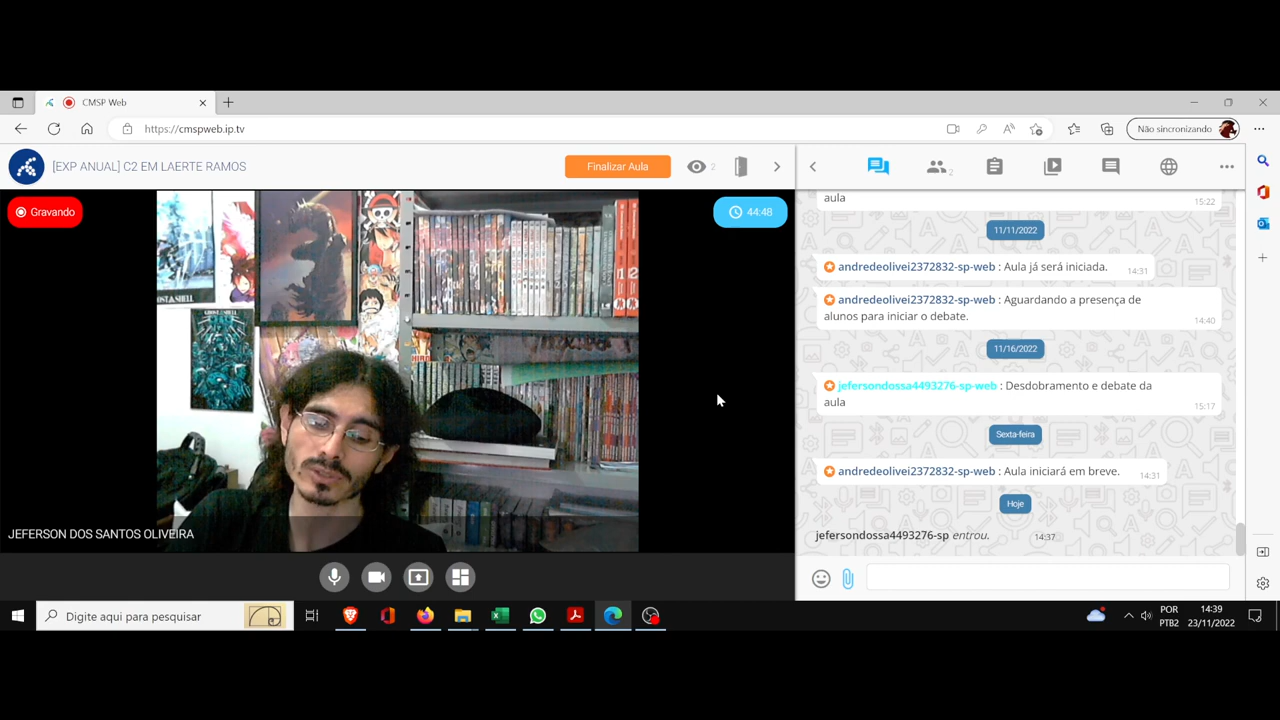 CMSP Web
https://cmspweb.ip.tv
Não sincronizando
[EXP ANUAL] C2 EM LAERTE RAMOS
Finalizar Aula
2
2
Gravando
44:48
JEFERSON DOS SANTOS OLIVEIRA
aula
15:22
11/11/2022
andredeolivei2372832-sp-web : Aula já será iniciada.
14:31
andredeolivei2372832-sp-web : Aguardando a presença de
alunos para iniciar o debate.
14:40
11/16/2022
jefersondossa4493276-sp-web : Desdobramento e debate da
aula
15:17
Sexta-feira
andredeolivei2372832-sp-web : Aula iniciará em breve.
14:31
Hoje
jefersondossa4493276-sp entrou.
14:37
Digite aqui para pesquisar
POR
PTB2
14:39
23/11/2022